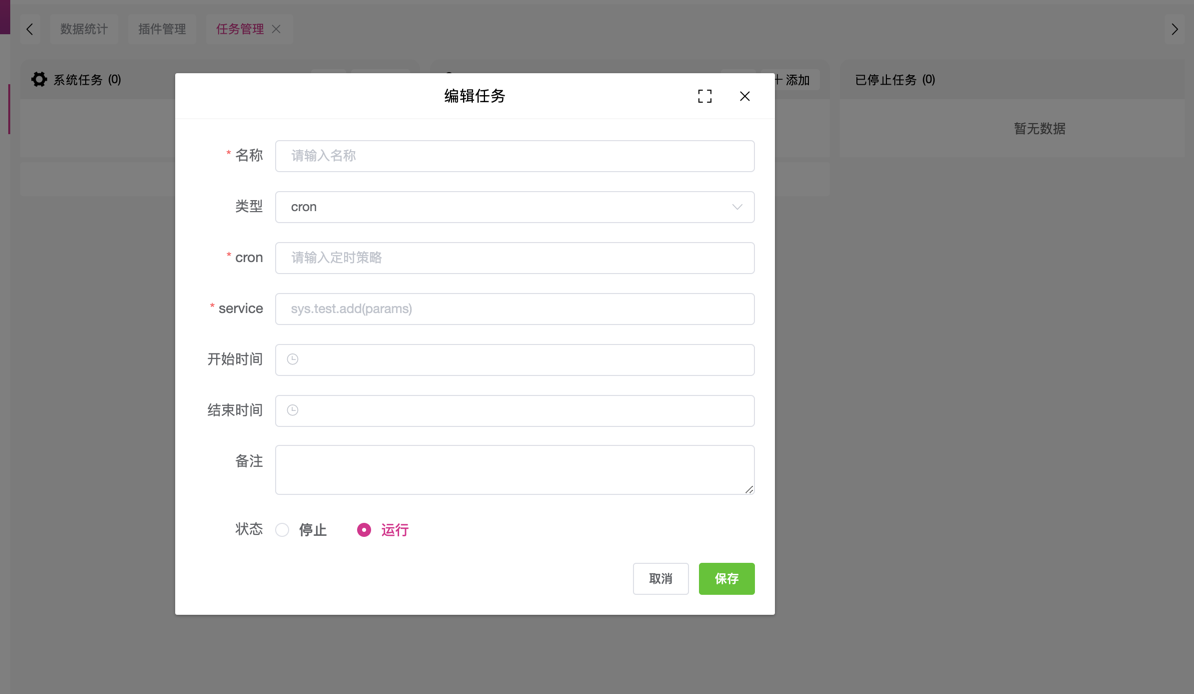 数据统计 插件管理 任务管理
系统任务 (0) 添加 已停止任务 (0)
暂无数据
编辑任务
* 名称 请输入名称
类型 cron
* cron 请输入定时策略
* service sys.test.add(params)
开始时间
结束时间
备注
状态 停止 运行
取消 保存